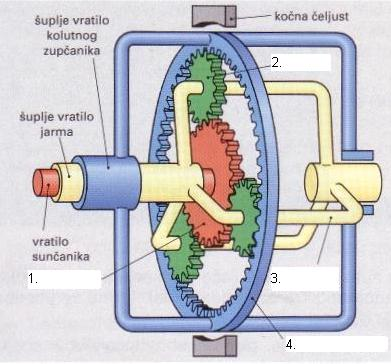 šuplje vratilo
kolutnog
zupčanika
kočna čeljust
2.
šuplje vratilo
jarma
vratilo
sunčanika
1.
3.
4.